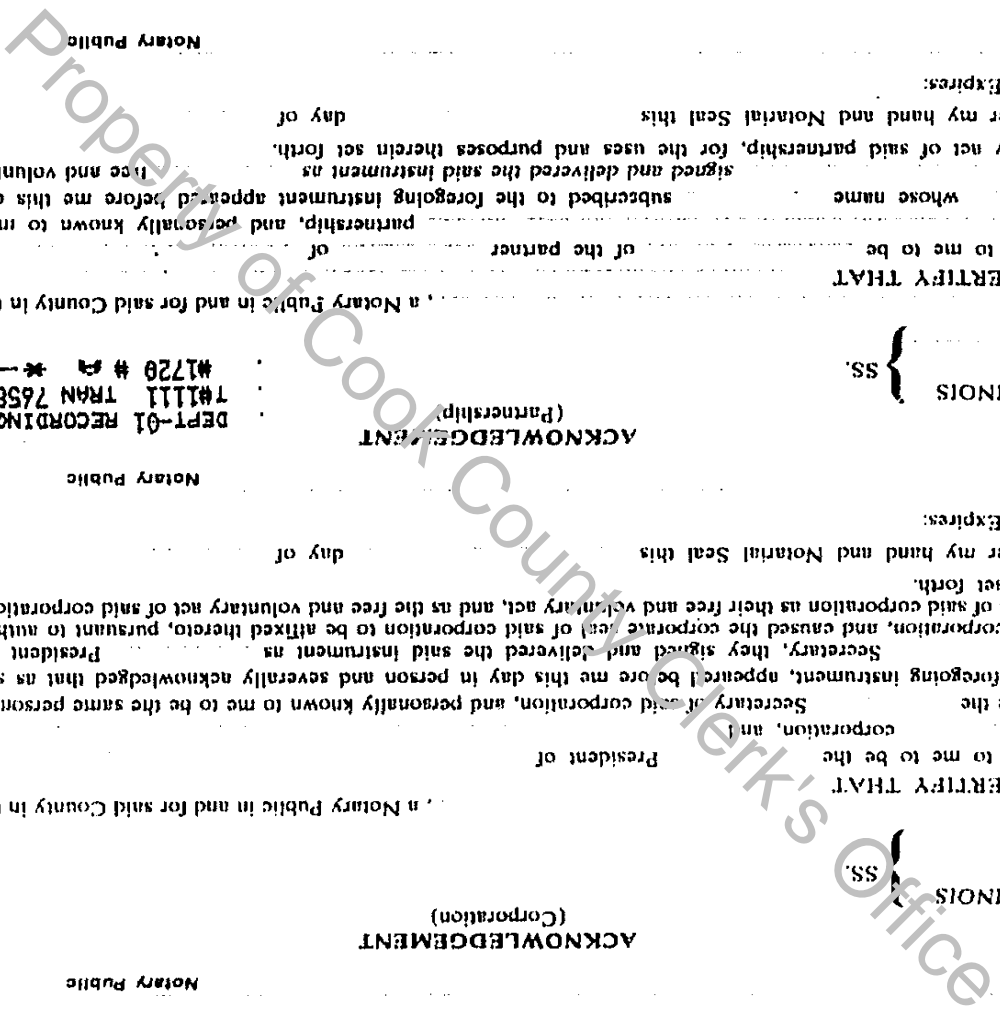 Notary Public
ACKNOWLEDGEMENT
(Corporation)
INOIS } SS.
, a Notary Public in and for said County in
ERTIFY THAT
to me to be the President of
corporation, and
the Secretary of said corporation, and personally known to me to be the same person
foregoing instrument, appeared before me this day in person and severally acknowledged that as s
Secretary, they signed and delivered the said instrument as President
corporation, and caused the corporate seal of said corporation to be affixed thereto, pursuant to auth
of said corporation as their free and voluntary act, and as the free and voluntary act of said corporatio
set forth.
er my hand and Notarial Seal this day of
Expires:
Notary Public
ACKNOWLEDGEMENT
(Partnership)
DEPT-01 RECORDING
T#1111 TRAN 7658
#1720 # A *-
INOIS } SS.
, a Notary Public in and for said County in
ERTIFY THAT
to me to be of the partner of
partnership, and personally known to m
whose name subscribed to the foregoing instrument appeared before me this d
signed and delivered the said instrument as free and volun
y act of said partnership, for the uses and purposes therein set forth.
er my hand and Notarial Seal this day of
Expires:
Notary Public
Property of Cook County Clerk's Office